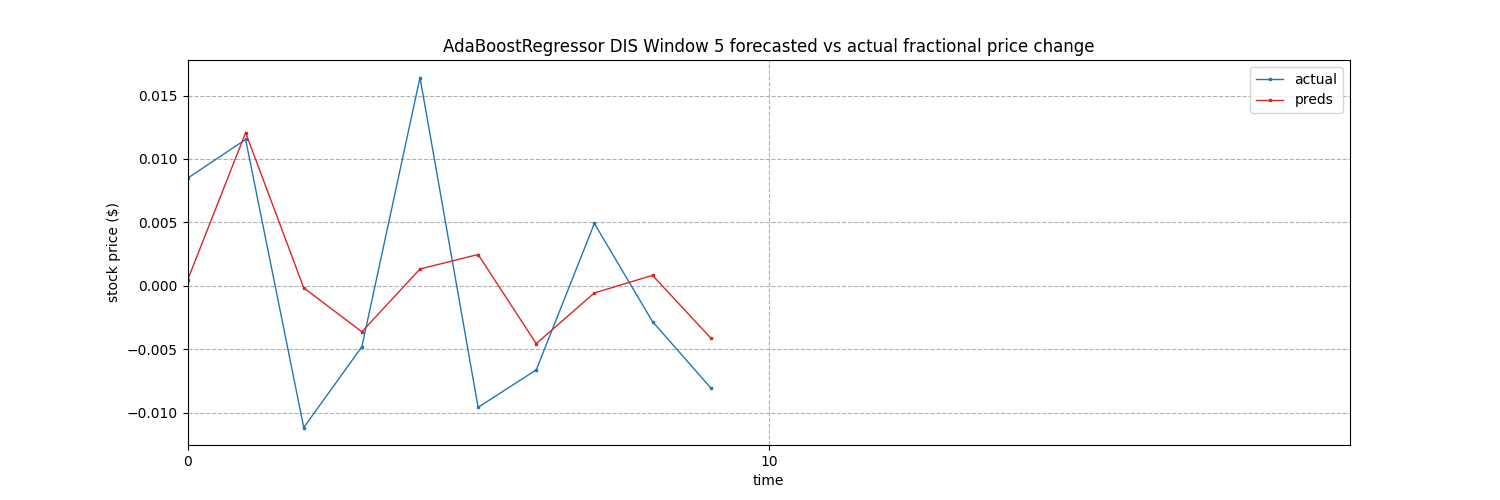 AdaBoostRegressor DIS Window 5 forecasted vs actual fractional price change
actual
preds
0.015
0.010
0.005
0.000
−0.005
−0.010
stock price ($)
0
10
time